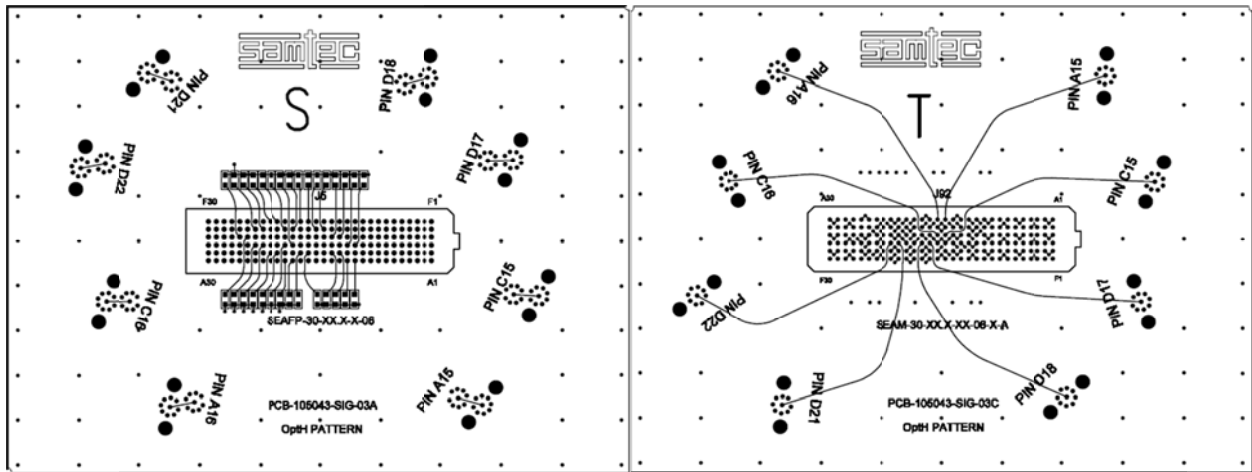 samtec
S
PIN D21
PIN D18
PIN D22
PIN D17
J5
F30
F1
A30
A1
SEAFP-30-XX.X-X-06
PIN C16
PIN C15
PIN A16
PIN A15
PCB-105043-SIG-03A
OptH PATTERN
samtec
T
PIN A16
PIN A15
PIN C16
PIN C15
J92
A30
A1
F30
F1
SEAM-30-XX.X-XX-06-X-A
PIN D22
PIN D17
PIN D21
PIN D18
PCB-105043-SIG-03C
OptH PATTERN